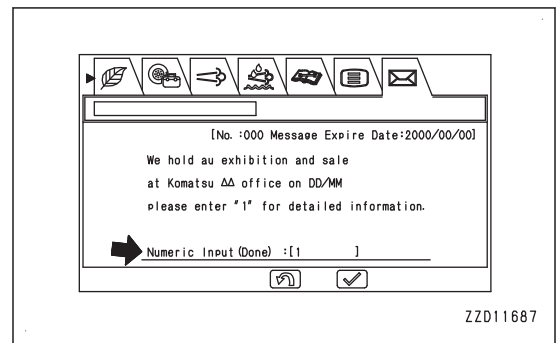 [No. :000 Message Expire Date:2000/00/00]
We hold au exhibition and sale
at Komatsu ΔΔ office on DD/MM
please enter "1" for detailed information.
Numeric Input(Done) :[1 ]
ZZD11687